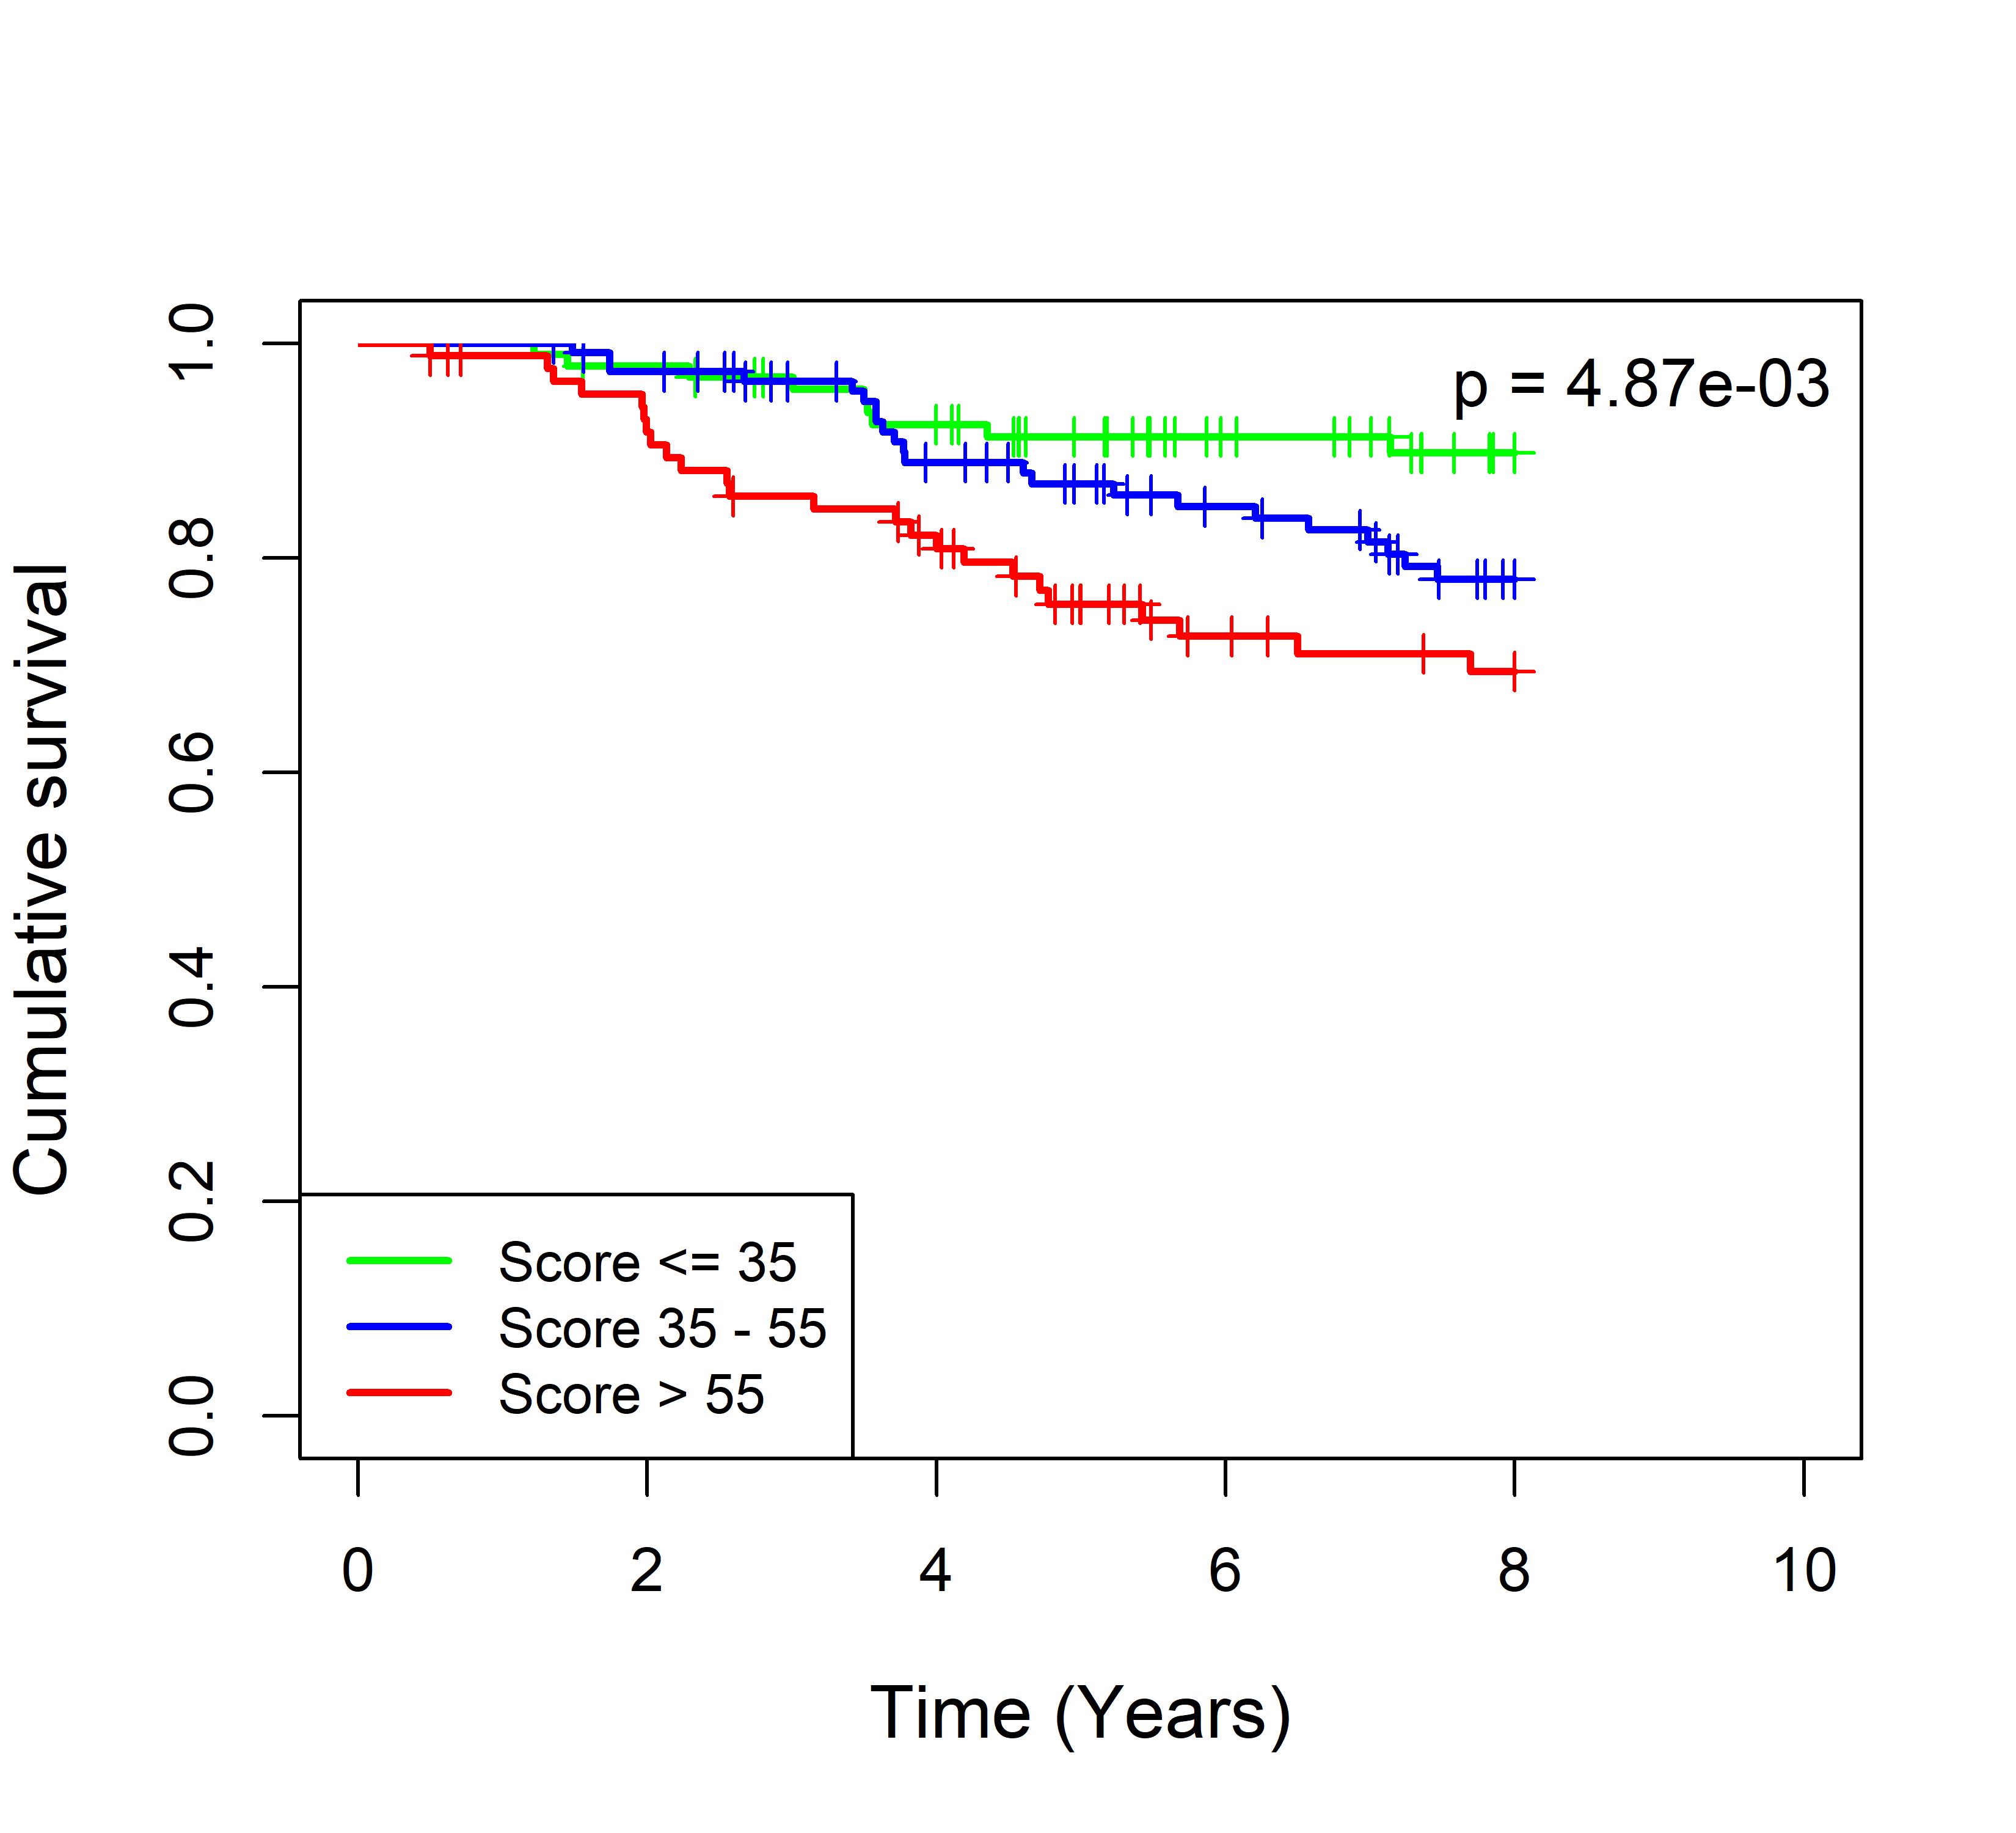 p = 4.87e-03
Cumulative survival
1.0
0.8
0.6
0.4
0.2
0.0
Score <= 35
Score 35 - 55
Score > 55
0 2 4 6 8 10
Time (Years)